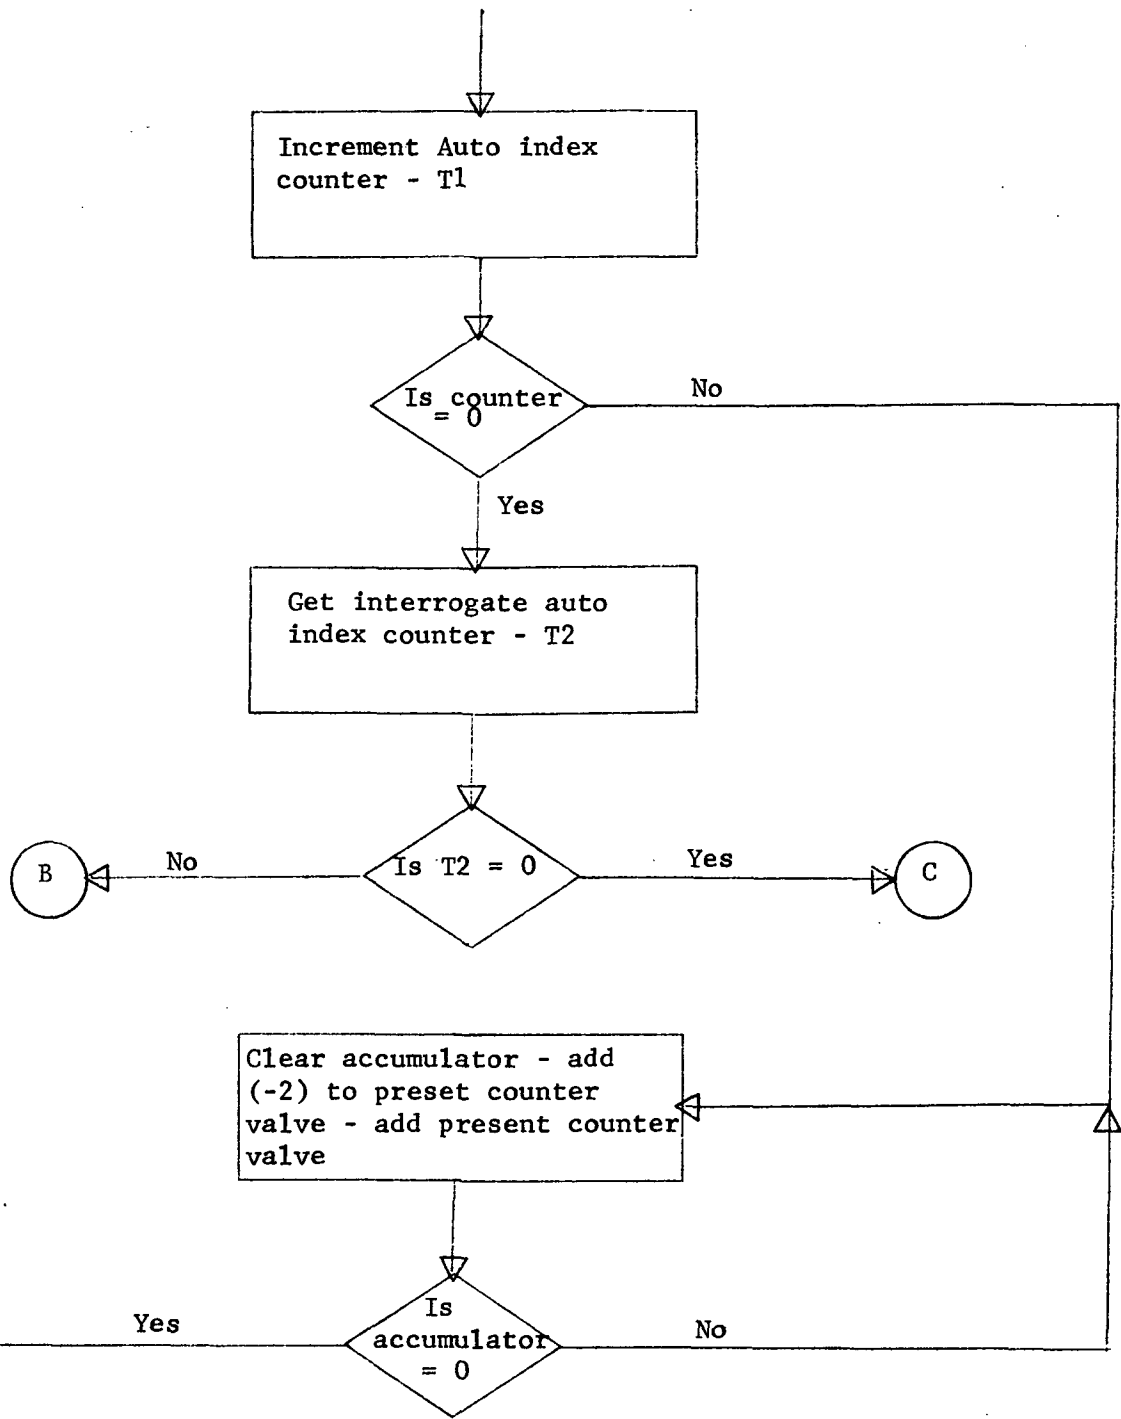 Increment Auto index
counter - T1
Is counter
= 0
No
Yes
Get interrogate auto
index counter - T2
B
No
Is T2 = 0
Yes
C
Clear accumulator - add
(-2) to preset counter
valve - add present counter
valve
Yes
Is
accumulator
= 0
No